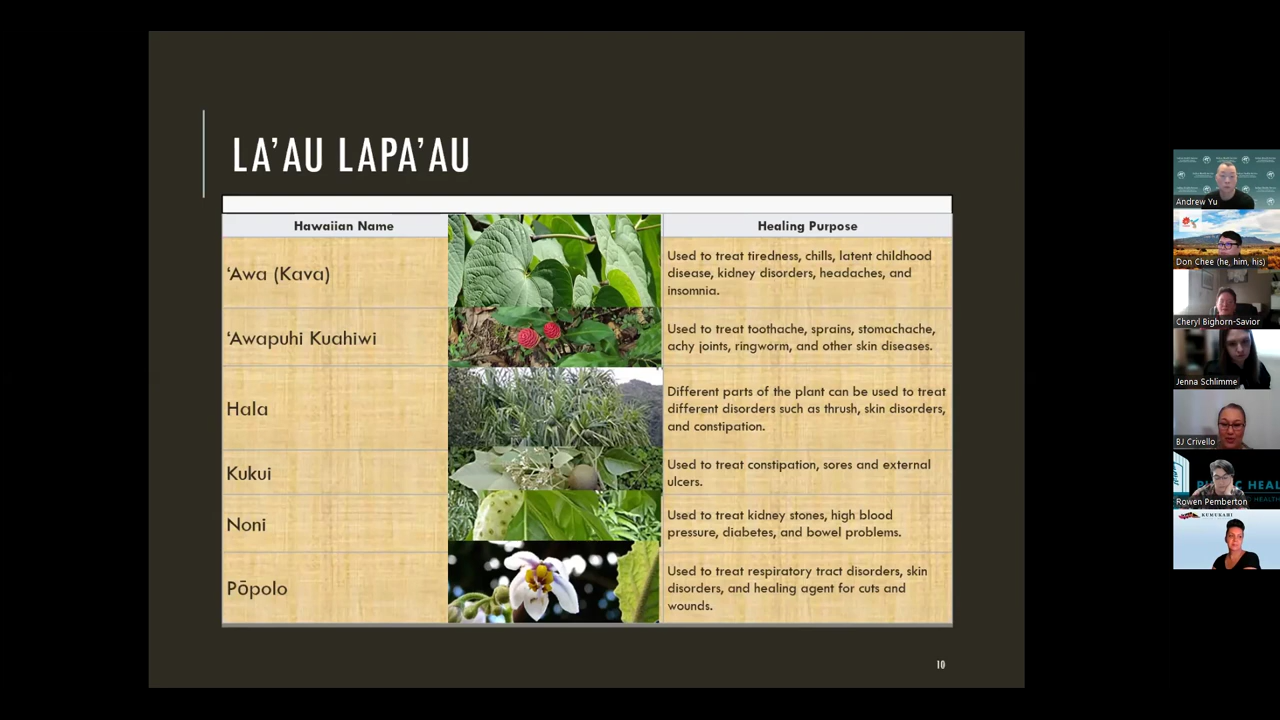 LA’AU LAPA’AU
Hawaiian Name
Healing Purpose
‘Awa (Kava)
Used to treat tiredness, chills, latent childhood
disease, kidney disorders, headaches, and
insomnia.
‘Awapuhi Kuahiwi
Used to treat toothache, sprains, stomachache,
achy joints, ringworm, and other skin diseases.
Hala
Different parts of the plant can be used to treat
different disorders such as thrush, skin disorders,
and constipation.
Kukui
Used to treat constipation, sores and external
ulcers.
Noni
Used to treat kidney stones, high blood
pressure, diabetes, and bowel problems.
Pōpolo
Used to treat respiratory tract disorders, skin
disorders, and healing agent for cuts and
wounds.
10
Andrew Yu
Don Chee (he, him, his)
Cheryl Bighorn-Savior
Jenna Schlimme
BJ Crivello
Rowen Pemberton
KUMUKAHI